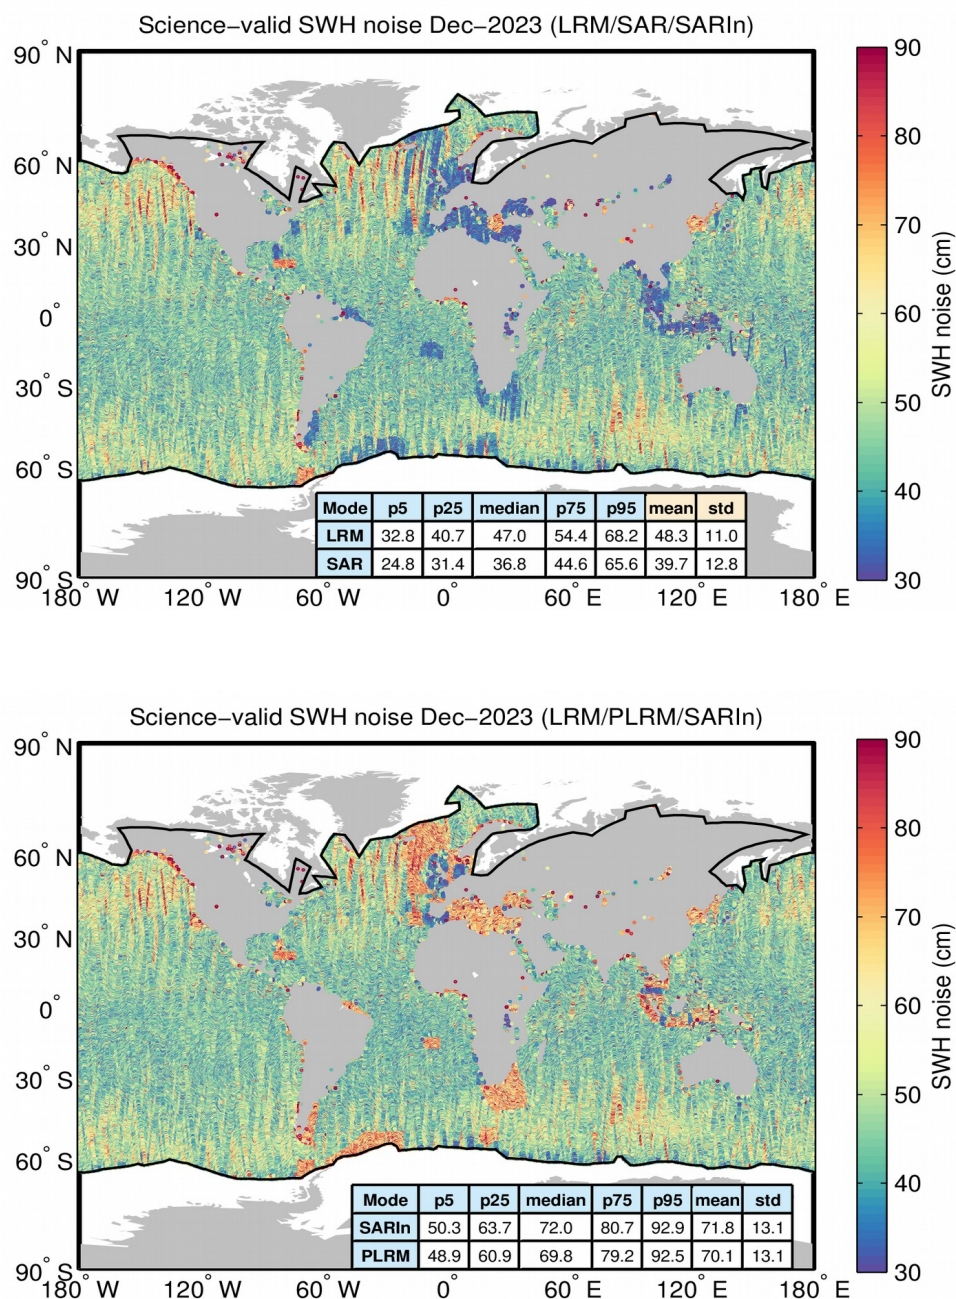 Science−valid SWH noise Dec−2023 (LRM/SAR/SARIn)
90° N
60° N
30° N
0°
30° S
60° S
90° S
180° W 120° W 60° W 0° 60° E 120° E 180° E
Mode p5 p25 median p75 p95 mean std
LRM 32.8 40.7 47.0 54.4 68.2 48.3 11.0
SAR 24.8 31.4 36.8 44.6 65.6 39.7 12.8
90
80
70
60
50
40
30
SWH noise (cm)
Science−valid SWH noise Dec−2023 (LRM/PLRM/SARIn)
90° N
60° N
30° N
0°
30° S
60° S
90° S
180° W 120° W 60° W 0° 60° E 120° E 180° E
Mode p5 p25 median p75 p95 mean std
SARIn 50.3 63.7 72.0 80.7 92.9 71.8 13.1
PLRM 48.9 60.9 69.8 79.2 92.5 70.1 13.1
90
80
70
60
50
40
30
SWH noise (cm)